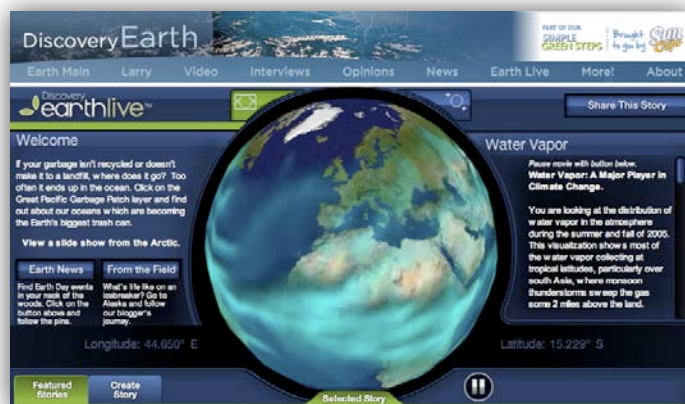 Discovery Earth
PART OF OUR
SIMPLE
GREEN STEPS
Brought
to you by
Earth Main Larry Video Interviews Opinions News Earth Live More! About
Discovery
earthlive™
Share This Story
Welcome
If your garbage isn't recycled or doesn't
make it to a landfill, where does it go? Too
often it ends up in the ocean. Click on the
Great Pacific Garbage Patch layer and find
out about our oceans which are becoming
the Earth's biggest trash can.
View a slide show from the Arctic.
Earth News
Find Earth Day events
in your neck of the
woods. Click on the
button above and
follow the pins.
From the Field
What's life like on an
icebreaker? Go to
Alaska and follow
our blogger's
journey.
Water Vapor
Pause movie with button below.
Water Vapor: A Major Player in
Climate Change.
You are looking at the distribution of
water vapor in the atmosphere
during the summer and fall of 2005.
This visualization shows most of
the water vapor collecting at
tropical latitudes, particularly over
south Asia, where monsoon
thunderstorms sweep the gas
some 2 miles above the land.
Longitude: 44.650° E
Latitude: 15.229° S
Featured
Stories
Create
Story
Selected Story